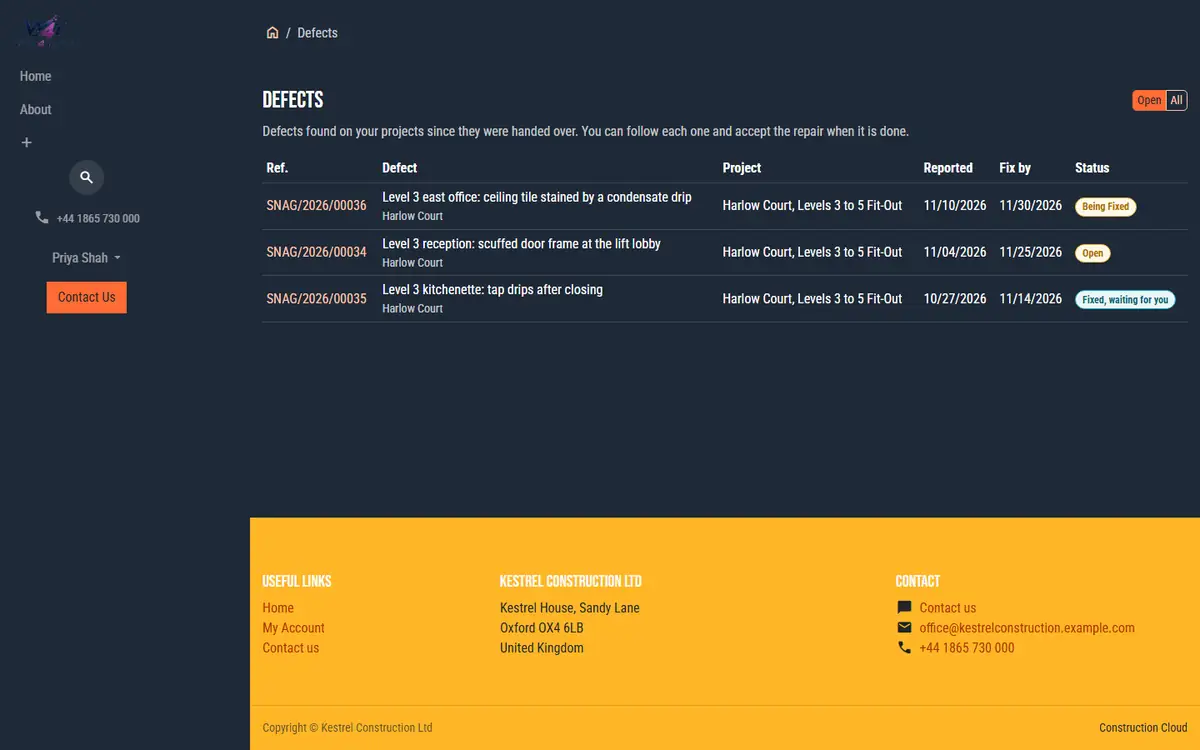 Home
About
+
+44 1865 730 000
Priya Shah
Contact Us
/ Defects
DEFECTS
Open All
Defects found on your projects since they were handed over. You can follow each one and accept the repair when it is done.
Ref. Defect Project Reported Fix by Status
SNAG/2026/00036 Level 3 east office: ceiling tile stained by a condensate drip Harlow Court, Levels 3 to 5 Fit-Out 11/10/2026 11/30/2026 Being Fixed
Harlow Court
SNAG/2026/00034 Level 3 reception: scuffed door frame at the lift lobby Harlow Court, Levels 3 to 5 Fit-Out 11/04/2026 11/25/2026 Open
Harlow Court
SNAG/2026/00035 Level 3 kitchenette: tap drips after closing Harlow Court, Levels 3 to 5 Fit-Out 10/27/2026 11/14/2026 Fixed, waiting for you
Harlow Court
USEFUL LINKS
Home
My Account
Contact us
KESTREL CONSTRUCTION LTD
Kestrel House, Sandy Lane
Oxford OX4 6LB
United Kingdom
CONTACT
Contact us
office@kestrelconstruction.example.com
+44 1865 730 000
Copyright © Kestrel Construction Ltd
Construction Cloud